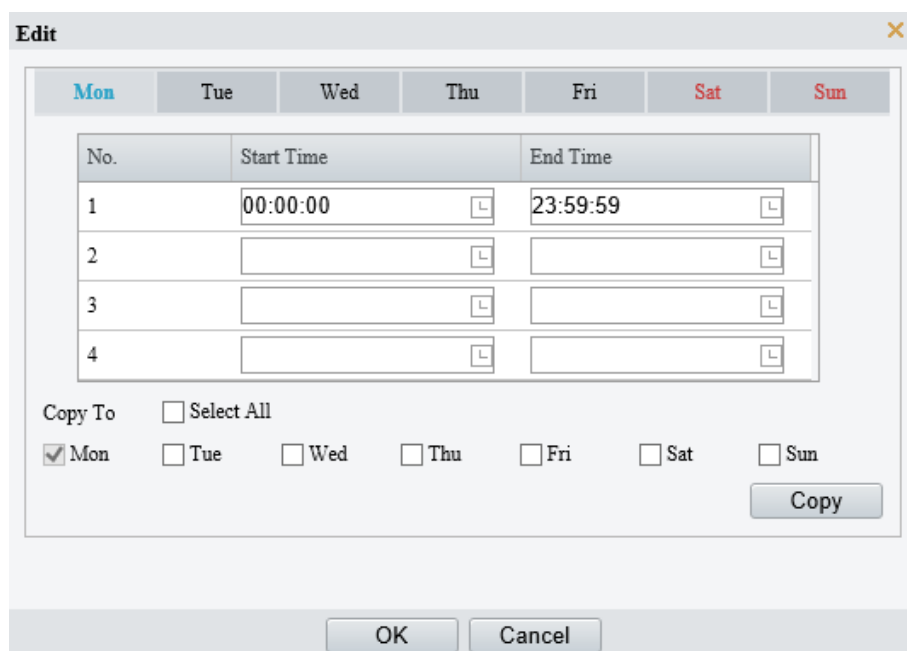 Edit
Mon Tue Wed Thu Fri Sat Sun
No. Start Time End Time
1 00:00:00 23:59:59
2
3
4
Copy To Select All
Mon Tue Wed Thu Fri Sat Sun
Copy
OK Cancel